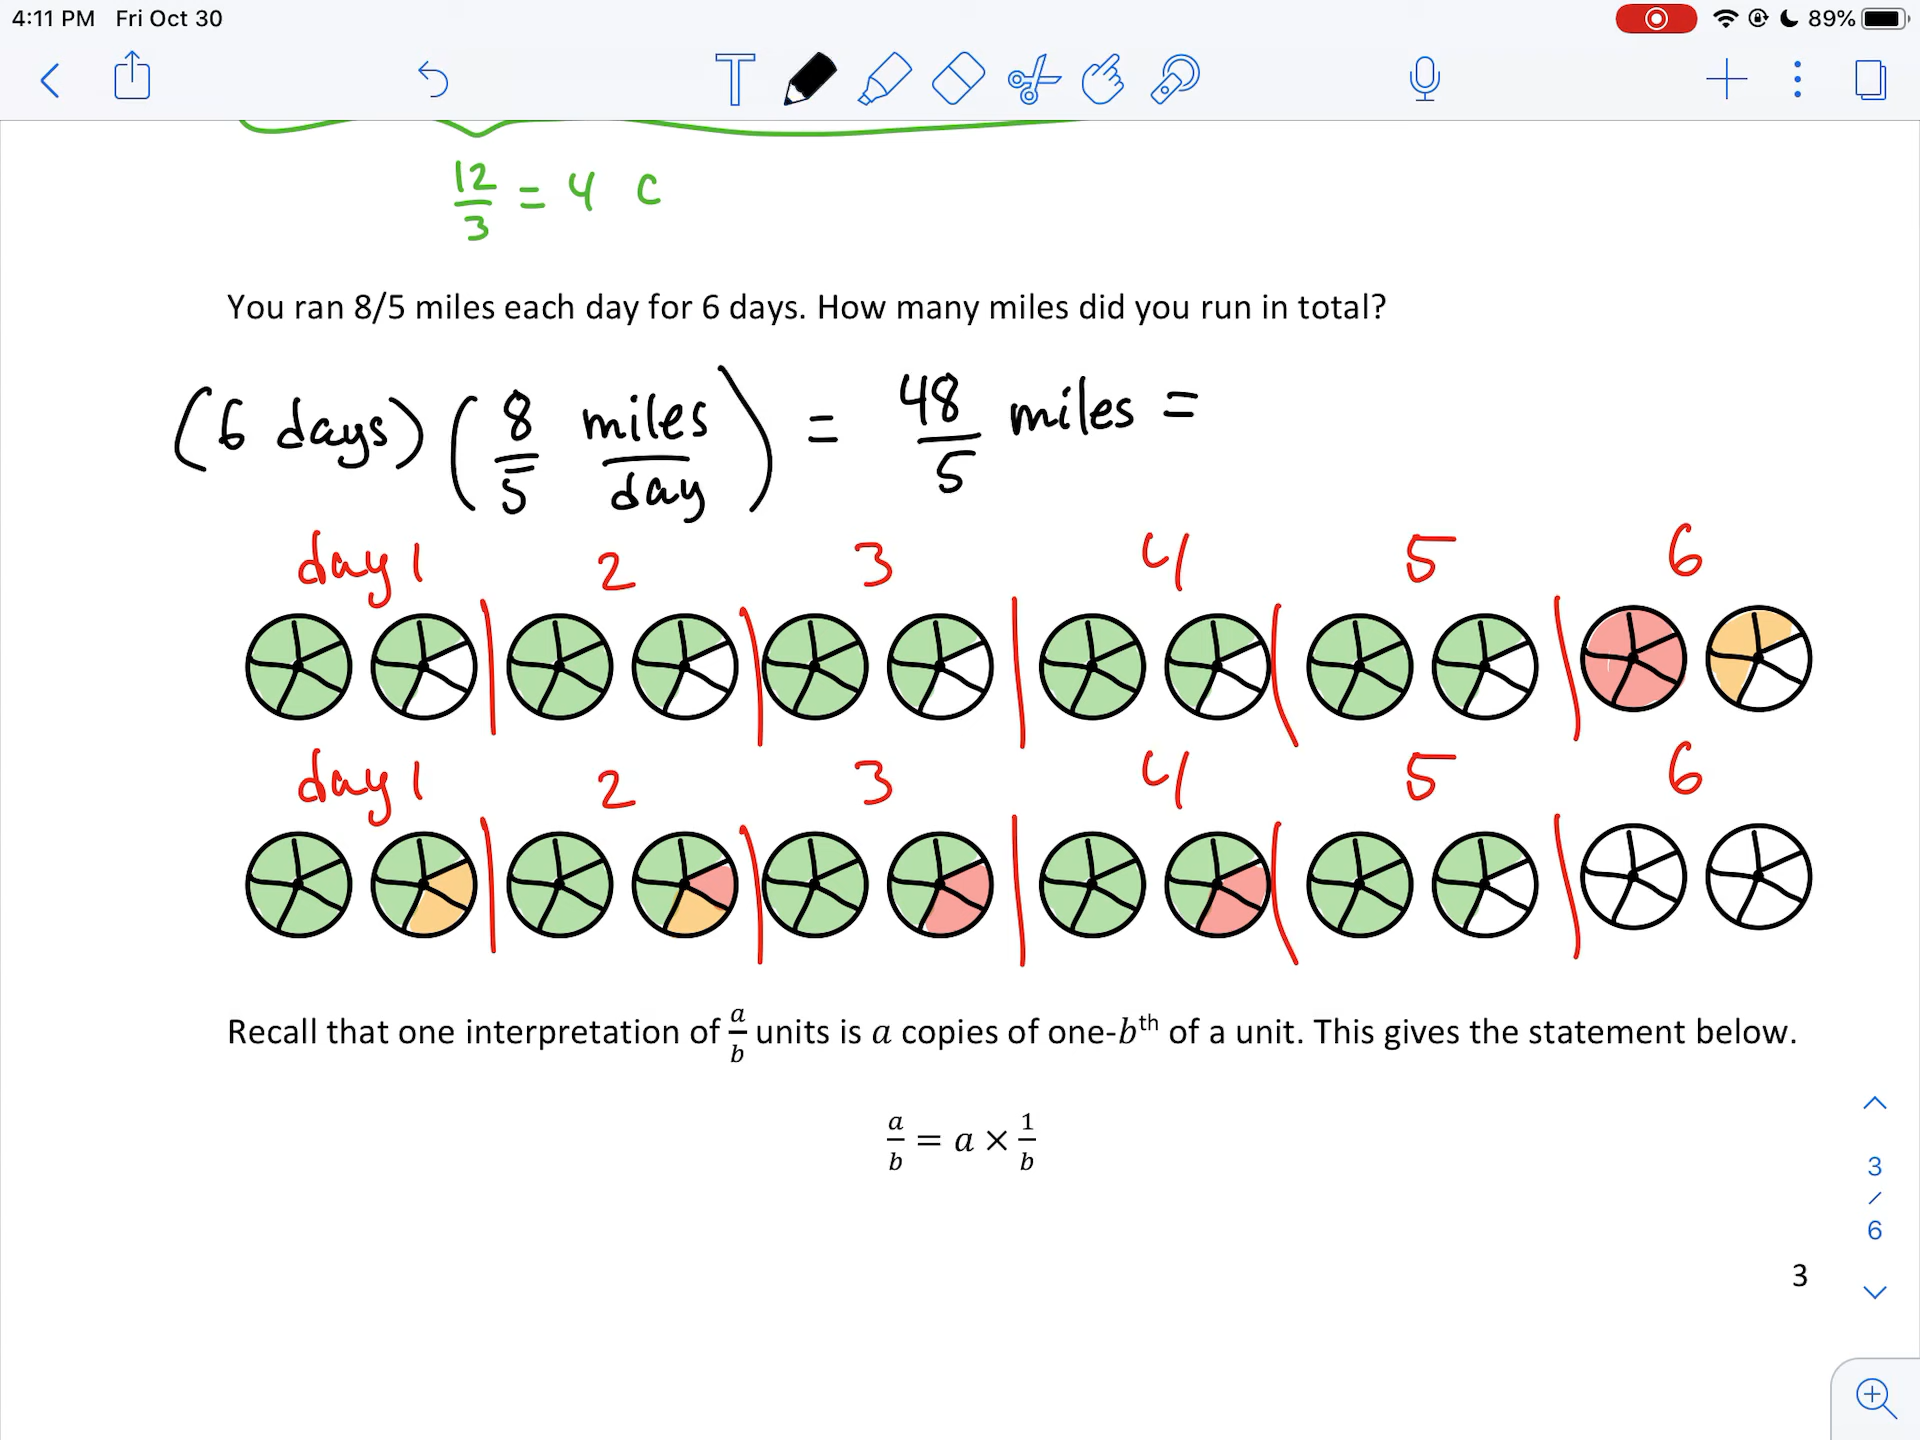 4:11 PM Fri Oct 30 89%
12/3 = 4 c
You ran 8/5 miles each day for 6 days. How many miles did you run in total?
(6 days) (8/5 miles/day) = 48/5 miles =
day 1 2 3 4 5 6
day 1 2 3 4 5 6
Recall that one interpretation of a/b units is a copies of one-bᵗʰ of a unit. This gives the statement below.
a/b = a × 1/b
3
/
6
3